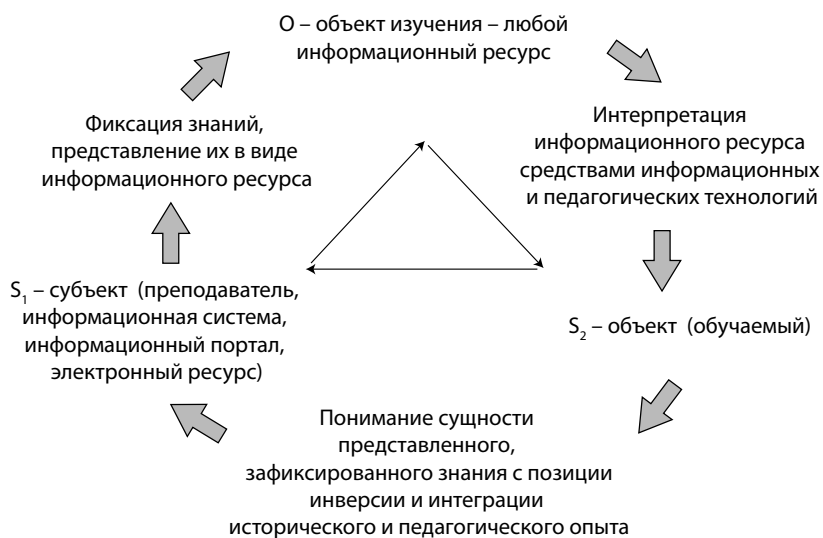 О – объект изучения – любой
информационный ресурс
Интерпретация
информационного ресурса
средствами информационных
и педагогических технологий
S₂ – объект (обучаемый)
Понимание сущности
представленного,
зафиксированного знания с позиции
инверсии и интеграции
исторического и педагогического опыта
S₁ – субъект (преподаватель,
информационная система,
информационный портал,
электронный ресурс)
Фиксация знаний,
представление их в виде
информационного ресурса